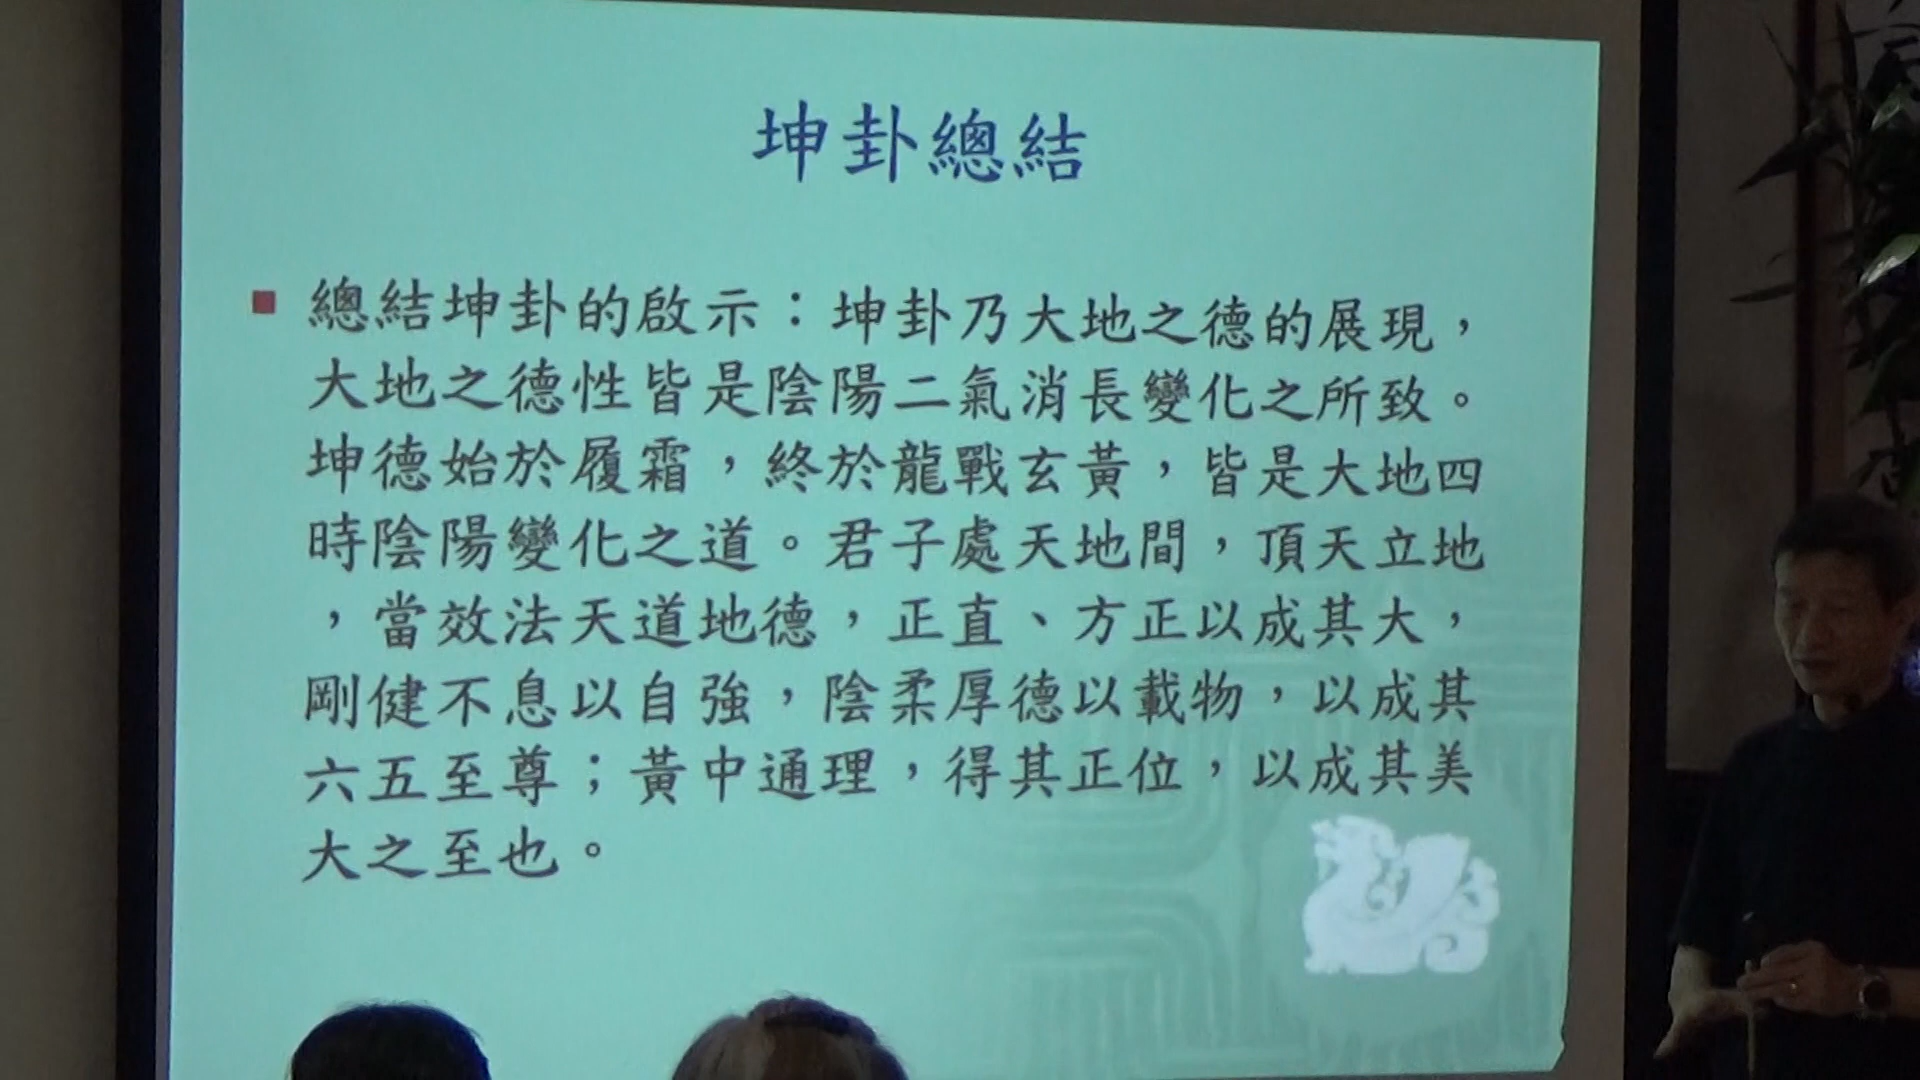 坤卦總結
總結坤卦的啟示：坤卦乃大地之德的展現，
大地之德性皆是陰陽二氣消長變化之所致。
坤德始於履霜，終於龍戰玄黃，皆是大地四
時陰陽變化之道。君子處天地間，頂天立地
，當效法天道地德，正直、方正以成其大，
剛健不息以自強，陰柔厚德以載物，以成其
六五至尊；黃中通理，得其正位，以成其美
大之至也。